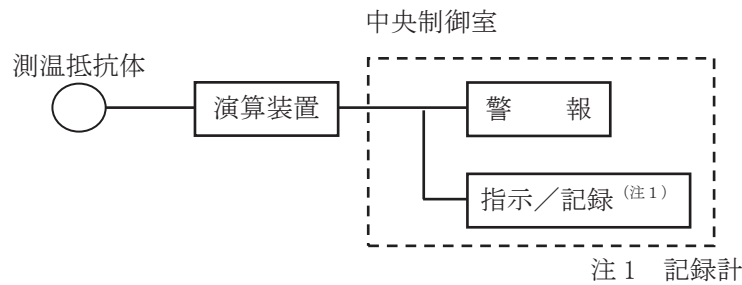 中央制御室
測温抵抗体
演算装置
警　　報
指示／記録（注１）
注１　記録計